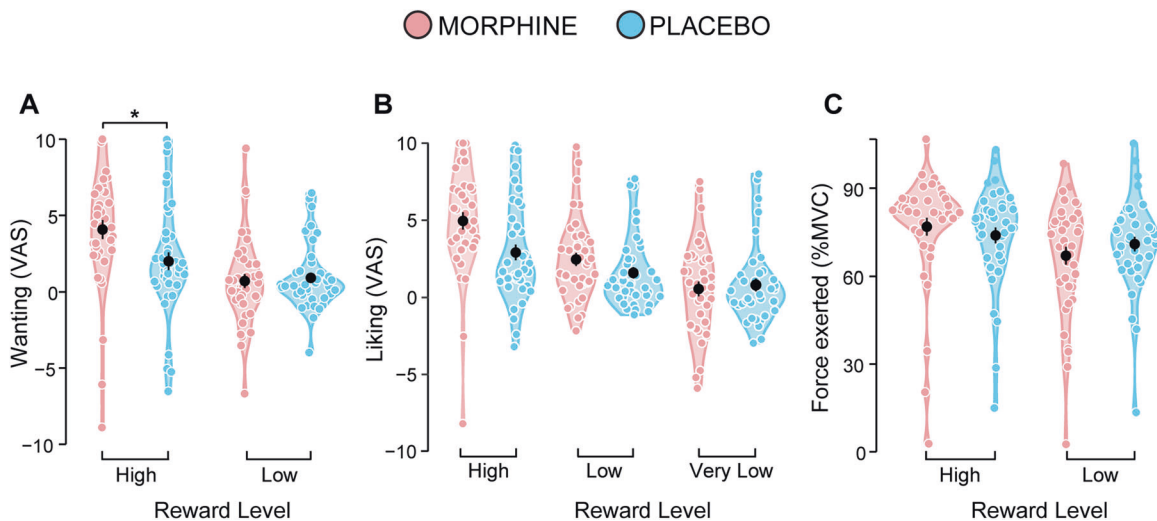 MORPHINE PLACEBO
A
*
Wanting (VAS)
10
5
0
−5
−10
High Low
Reward Level
B
Liking (VAS)
10
5
0
−5
−10
High Low Very Low
Reward Level
C
Force exerted (%MVC)
90
60
30
0
High Low
Reward Level